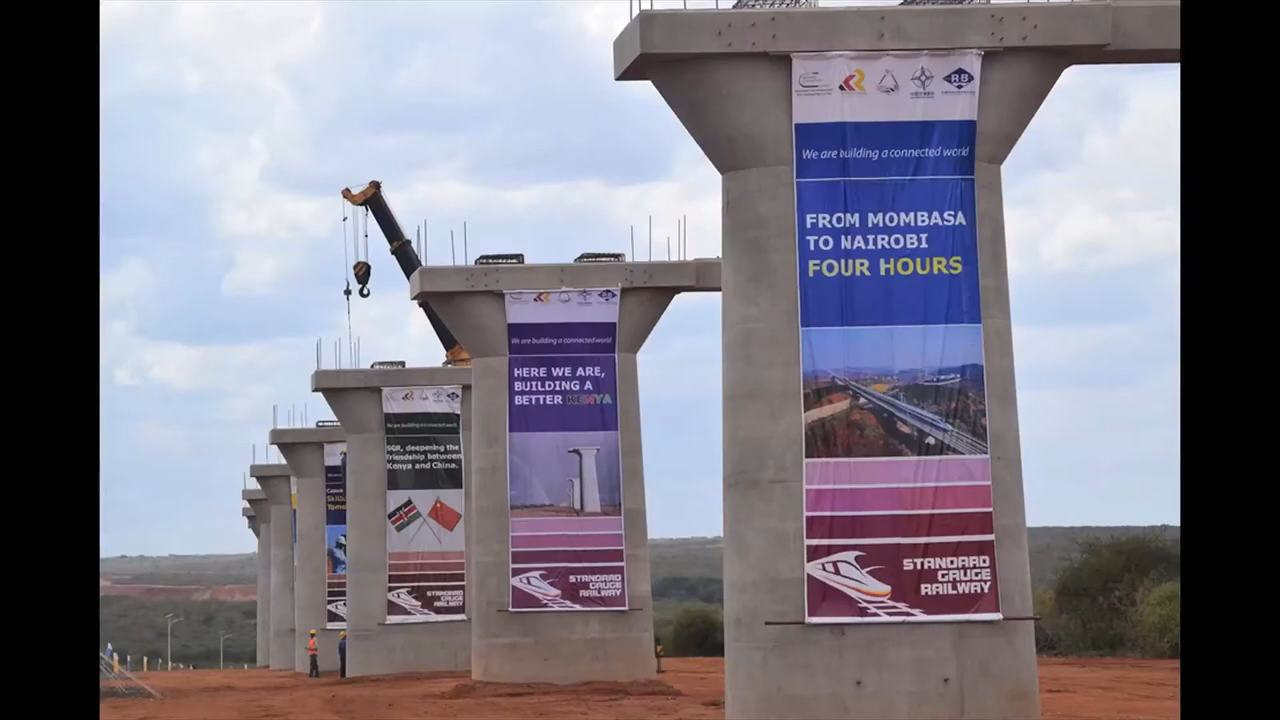 RB
We are building a connected world
FROM MOMBASA
TO NAIROBI
FOUR HOURS
STANDARD
GAUGE
RAILWAY
We are building a connected world
HERE WE ARE,
BUILDING A
BETTER KENYA
STANDARD
GAUGE
RAILWAY
We are building a connected world
SGR, deepening the
Friendship between
Kenya and China.
STANDARD
GAUGE
RAILWAY